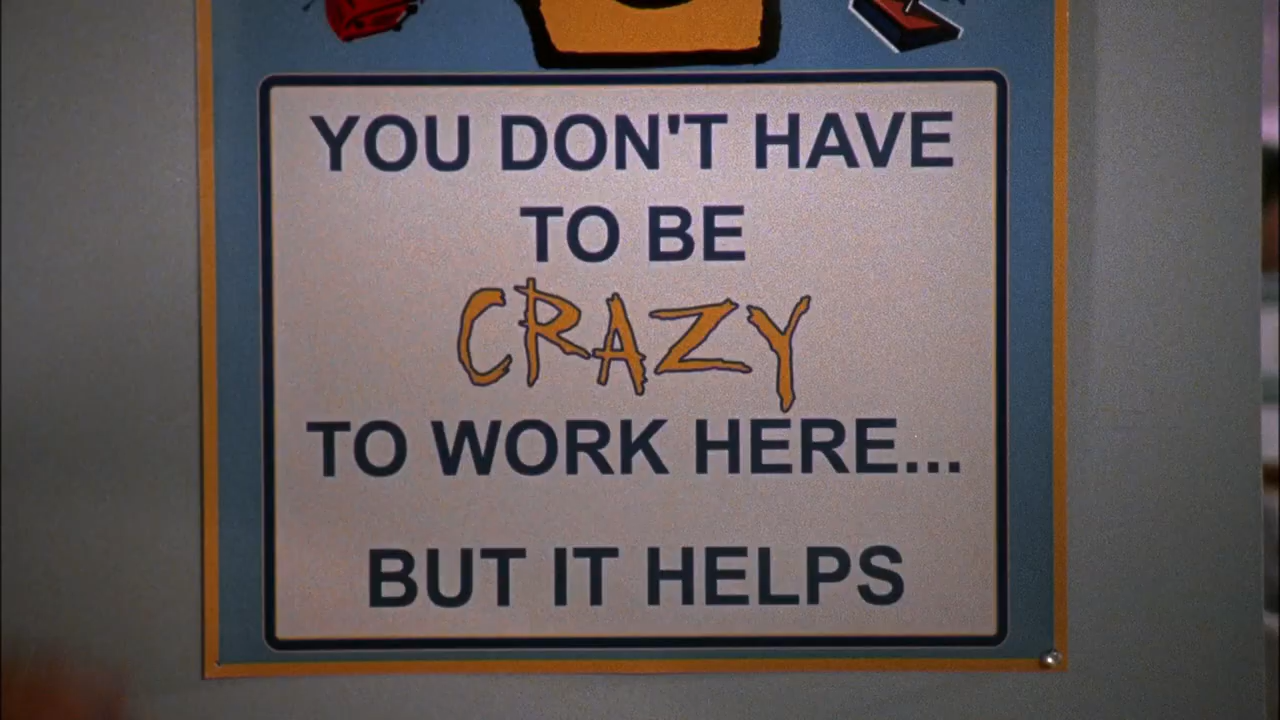 YOU DON'T HAVE
TO BE
CRAZY
TO WORK HERE...
BUT IT HELPS